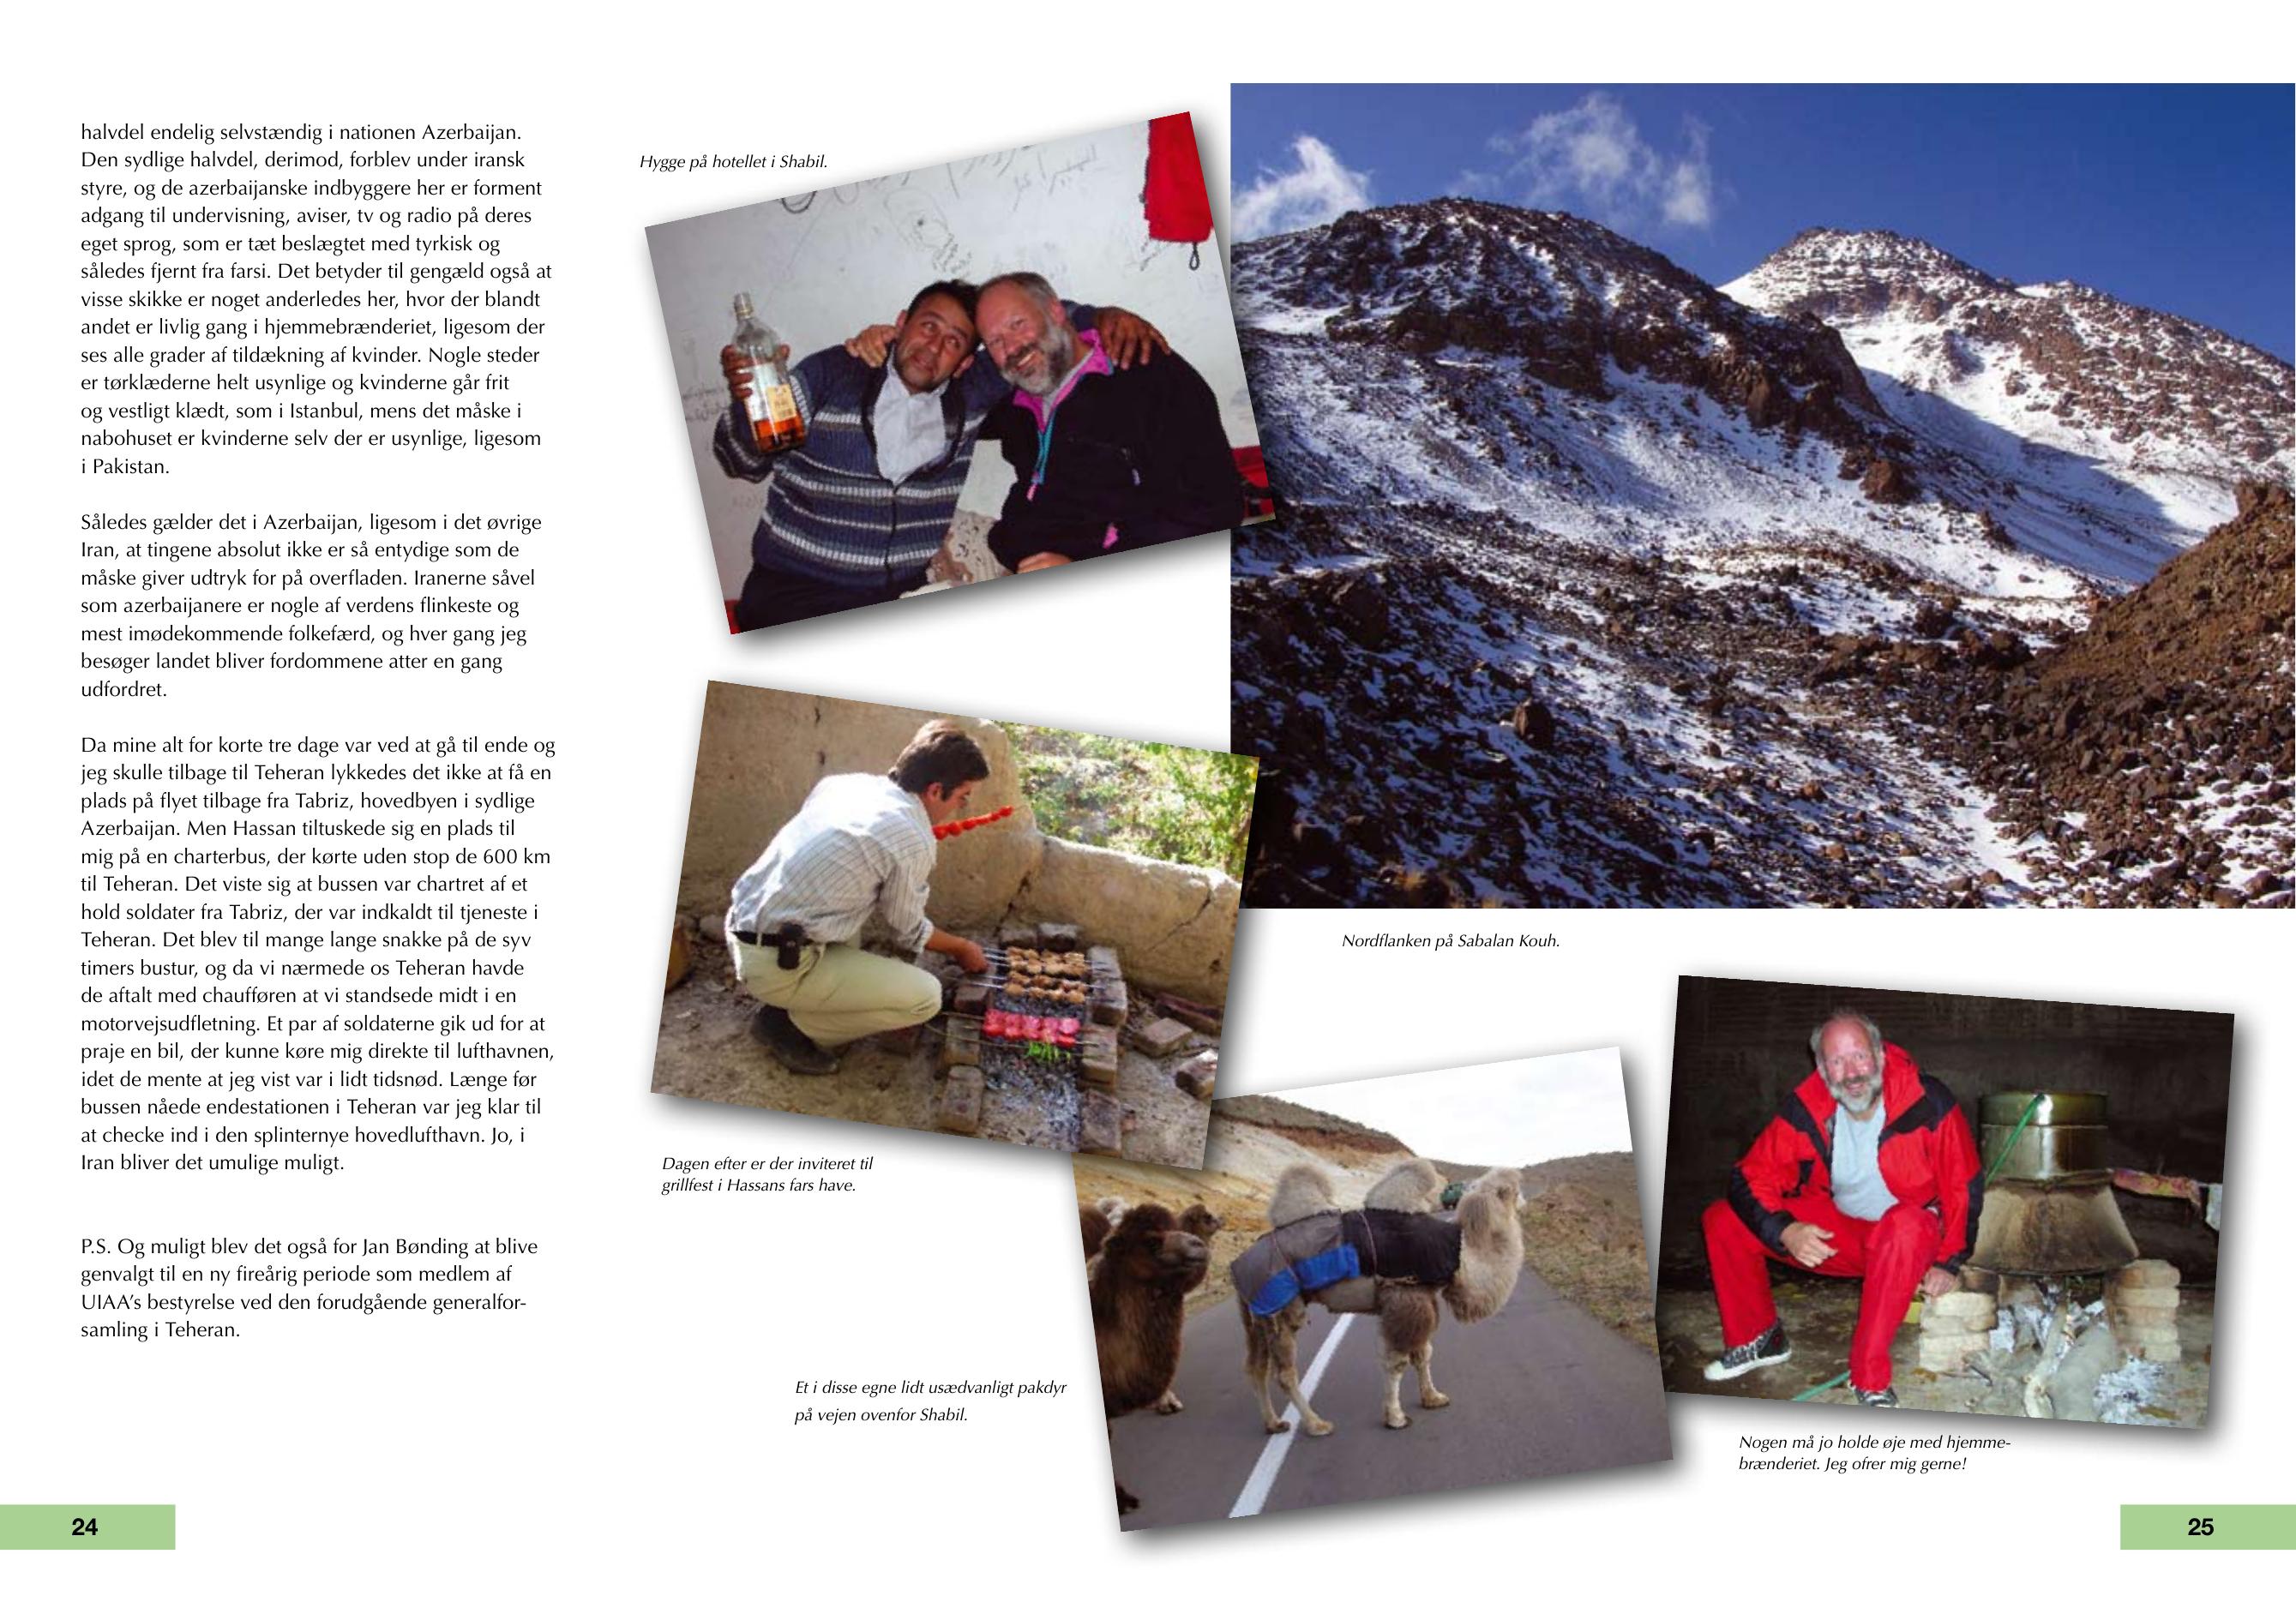 halvdel endelig selvstændig i nationen Azerbaijan.
Den sydlige halvdel, derimod, forblev under iransk
styre, og de azerbaijanske indbyggere her er forment
adgang til undervisning, aviser, tv og radio på deres
eget sprog, som er tæt beslægtet med tyrkisk og
således fjernt fra farsi. Det betyder til gengæld også at
visse skikke er noget anderledes her, hvor der blandt
andet er livlig gang i hjemmebrænderiet, ligesom der
ses alle grader af tildækning af kvinder. Nogle steder
er tørklæderne helt usynlige og kvinderne går frit
og vestligt klædt, som i Istanbul, mens det måske i
nabohuset er kvinderne selv der er usynlige, ligesom
i Pakistan.
Således gælder det i Azerbaijan, ligesom i det øvrige
Iran, at tingene absolut ikke er så entydige som de
måske giver udtryk for på overfladen. Iranerne såvel
som azerbaijanere er nogle af verdens flinkeste og
mest imødekommende folkefærd, og hver gang jeg
besøger landet bliver fordommene atter en gang
udfordret.
Da mine alt for korte tre dage var ved at gå til ende og
jeg skulle tilbage til Teheran lykkedes det ikke at få en
plads på flyet tilbage fra Tabriz, hovedbyen i sydlige
Azerbaijan. Men Hassan tiltuskede sig en plads til
mig på en charterbus, der kørte uden stop de 600 km
til Teheran. Det viste sig at bussen var chartret af et
hold soldater fra Tabriz, der var indkaldt til tjeneste i
Teheran. Det blev til mange lange snakke på de syv
timers bustur, og da vi nærmede os Teheran havde
de aftalt med chaufføren at vi standsede midt i en
motorvejsudfletning. Et par af soldaterne gik ud for at
praje en bil, der kunne køre mig direkte til lufthavnen,
idet de mente at jeg vist var i lidt tidsnød. Længe før
bussen nåede endestationen i Teheran var jeg klar til
at checke ind i den splinternye hovedlufthavn. Jo, i
Iran bliver det umulige muligt.
P.S. Og muligt blev det også for Jan Bønding at blive
genvalgt til en ny fireårig periode som medlem af
UIAA's bestyrelse ved den forudgående generalfor-
samling i Teheran.
24
Hygge på hotellet i Shabil.
Nordflanken på Sabalan Kouh.
Dagen efter er der inviteret til
grillfest i Hassans fars have.
Et i disse egne lidt usædvanligt pakdyr
på vejen ovenfor Shabil.
Nogen må jo holde øje med hjemme-
brænderiet. Jeg ofrer mig gerne!
25